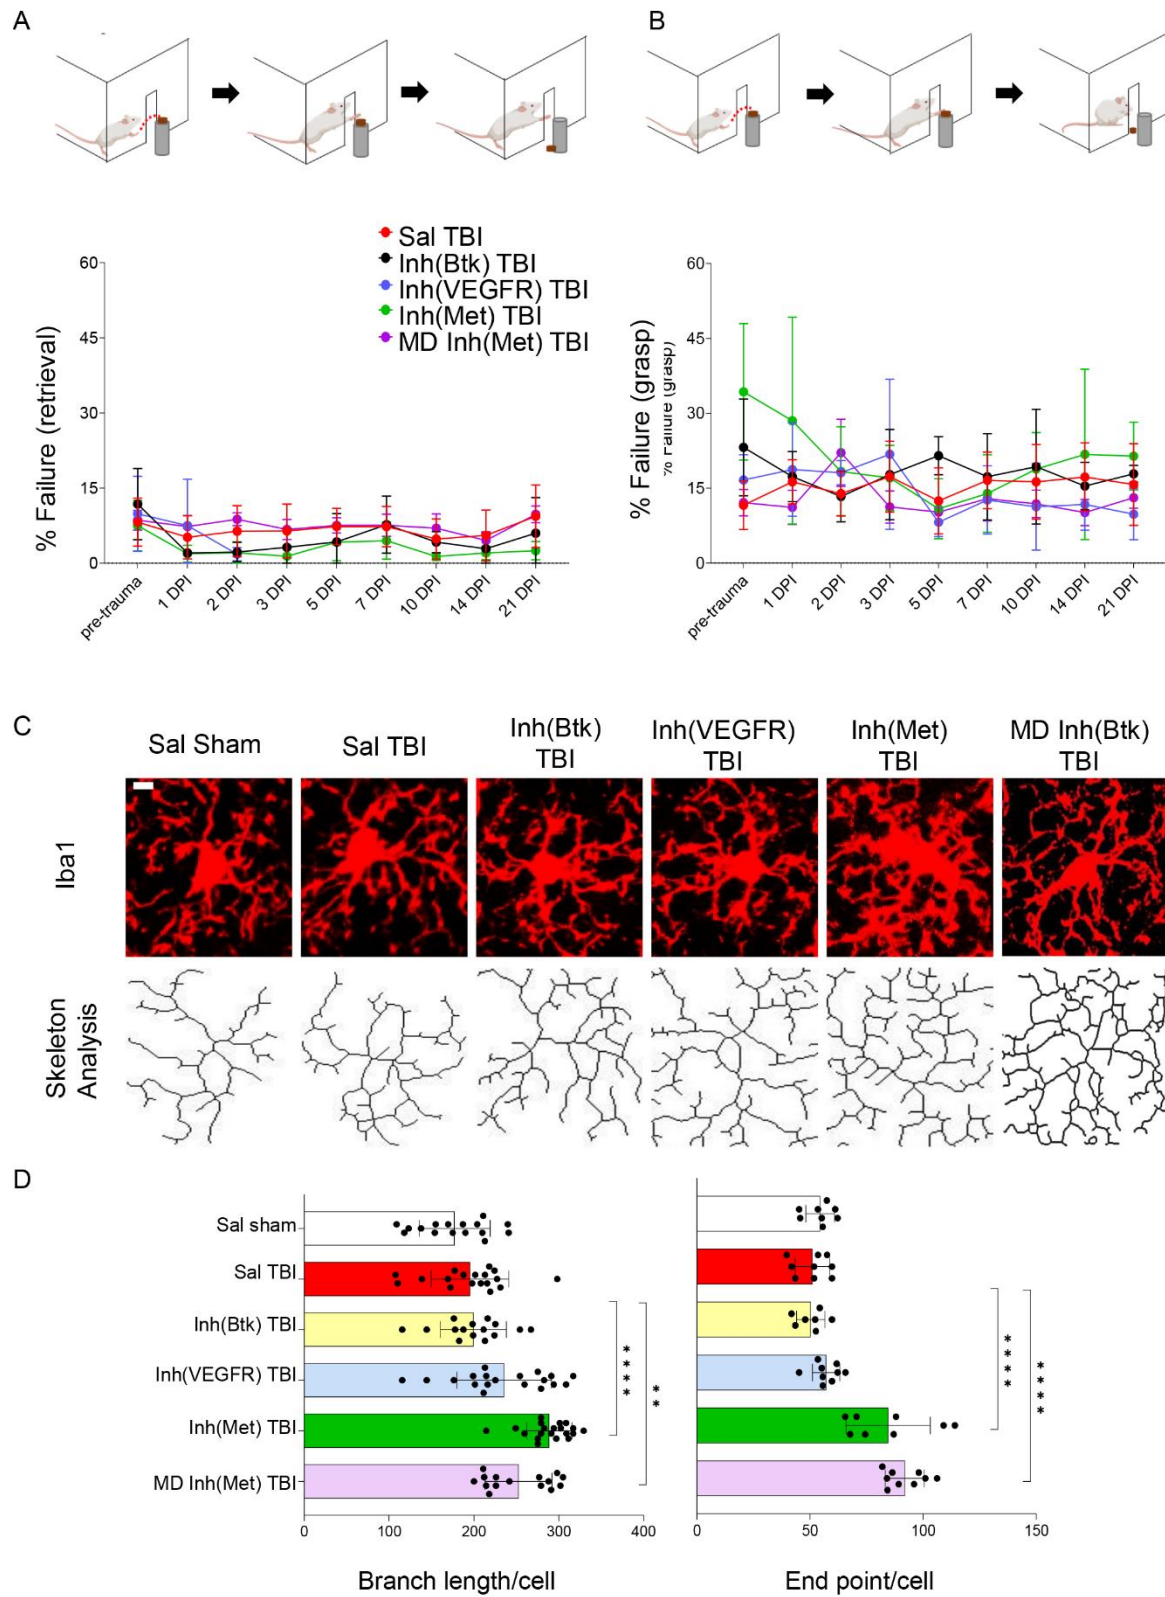 A
B
Sal TBI
Inh(Btk) TBI
Inh(VEGFR) TBI
Inh(Met) TBI
MD Inh(Met) TBI
% Failure (retrieval)
60
45
30
15
0
pre-trauma
1 DPI
2 DPI
3 DPI
5 DPI
7 DPI
10 DPI
14 DPI
21 DPI
% Failure (grasp)
% Failure (grasp)
60
45
30
15
0
pre-trauma
1 DPI
2 DPI
3 DPI
5 DPI
7 DPI
10 DPI
14 DPI
21 DPI
C
Sal Sham
Sal TBI
Inh(Btk)
TBI
Inh(VEGFR)
TBI
Inh(Met)
TBI
MD Inh(Btk)
TBI
Iba1
Skeleton
Analysis
D
Sal sham
Sal TBI
Inh(Btk) TBI
Inh(VEGFR) TBI
Inh(Met) TBI
MD Inh(Met) TBI
****
**
0
100
200
300
400
Branch length/cell
****
****
0
50
100
150
End point/cell